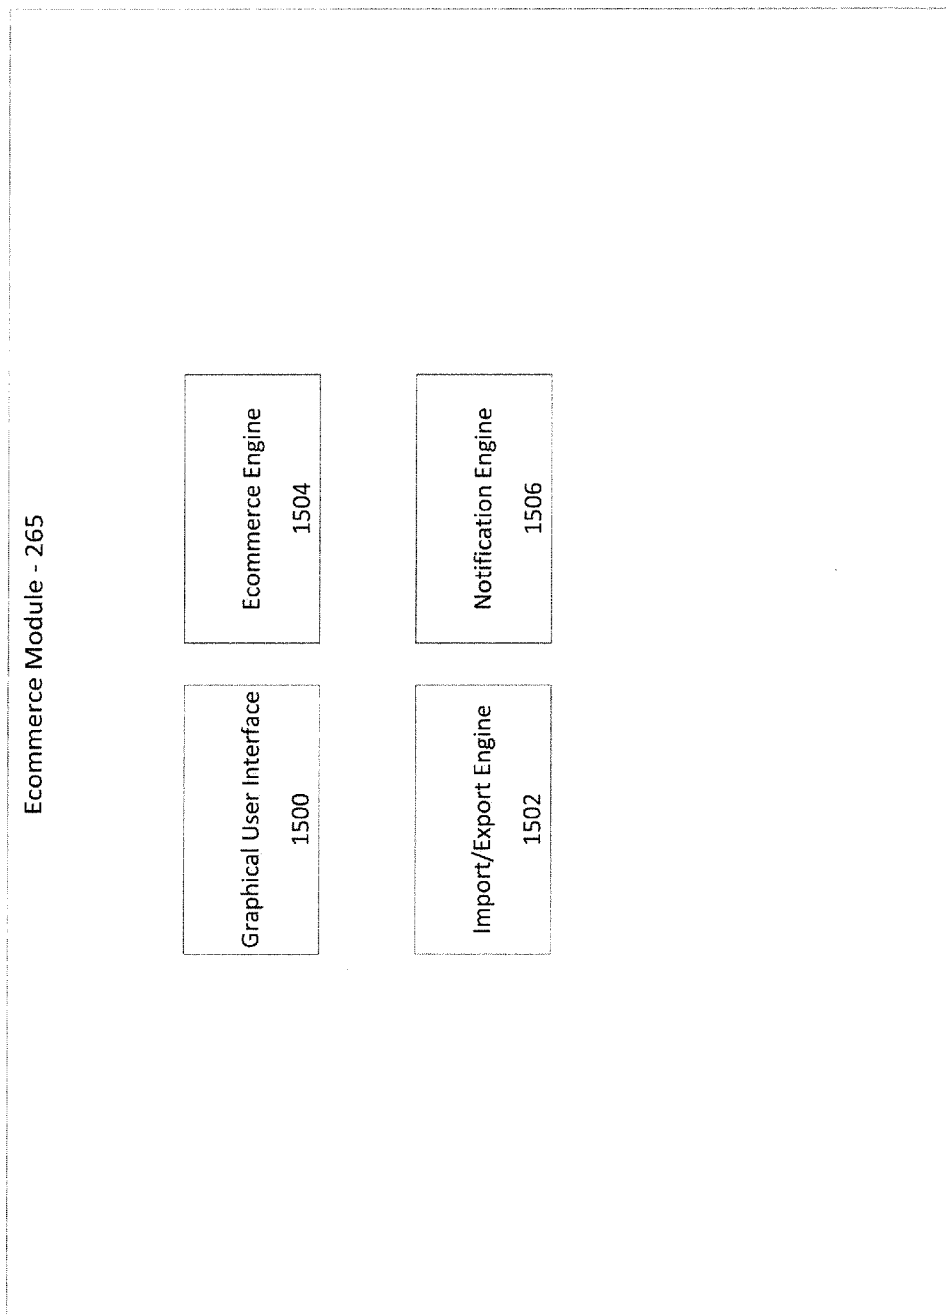 Ecommerce Module - 265
Graphical User Interface
1500
Ecommerce Engine
1504
Import/Export Engine
1502
Notification Engine
1506